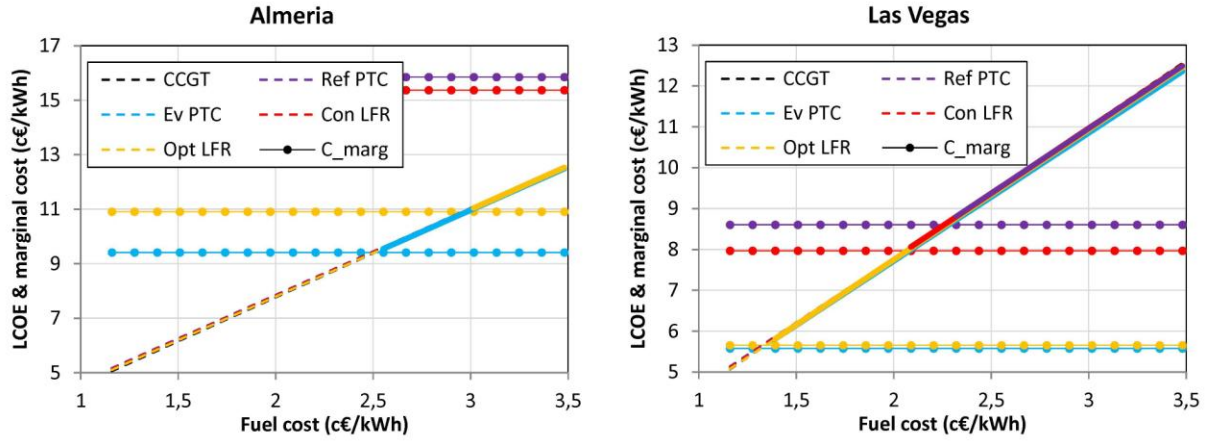 Almeria
LCOE & marginal cost (c€/kWh)
17
15
13
11
9
7
5
CCGT
Ref PTC
Ev PTC
Con LFR
Opt LFR
C_marg
1
1,5
2
2,5
3
3,5
Fuel cost (c€/kWh)
Las Vegas
LCOE & marginal cost (c€/kWh)
13
12
11
10
9
8
7
6
5
CCGT
Ref PTC
Ev PTC
Con LFR
Opt LFR
C_marg
1
1,5
2
2,5
3
3,5
Fuel cost (c€/kWh)